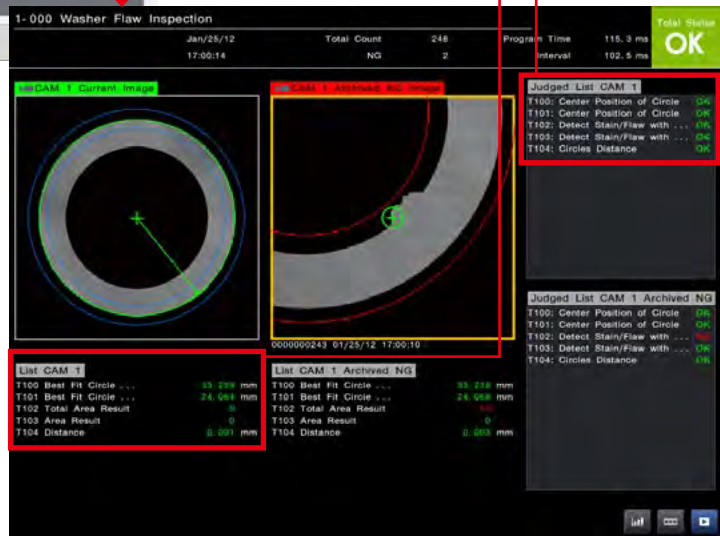 1- 000 Washer Flaw Inspection
Total Status
OK
Jan/25/12 Total Count 248 Program Time 115. 3 ms
17:00:14 NG 2 Interval 102. 5 ms
CAM 1 Current Image
CAM 1 Archived NG Image
Judged List CAM 1
T100: Center Position of Circle OK
T101: Center Position of Circle OK
T102: Detect Stain/Flaw with ... OK
T103: Detect Stain/Flaw with ... OK
T104: Circles Distance OK
0000000243 01/25/12 17:00:10
Judged List CAM 1 Archived NG
T100: Center Position of Circle OK
T101: Center Position of Circle OK
T102: Detect Stain/Flaw with ... NG
T103: Detect Stain/Flaw with ... OK
T104: Circles Distance OK
List CAM 1
T100 Best Fit Circle ... mm
T101 Best Fit Circle ... mm
T102 Total Area Result
T103 Area Result 0
T104 Distance mm
List CAM 1 Archived NG
T100 Best Fit Circle ... mm
T101 Best Fit Circle ... mm
T102 Total Area Result
T103 Area Result 0
T104 Distance mm